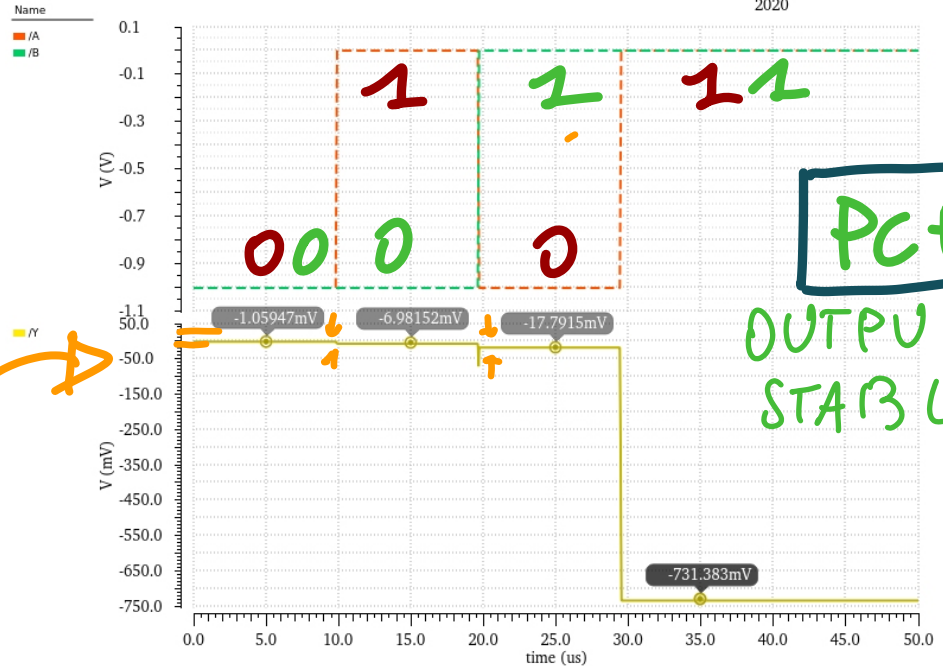 2020
Name
/A
/B
0.1
-0.1
-0.3
-0.5
-0.7
-0.9
-1.1
V (V)
1 1 1 1
0 0 0 0
PC
OUTPU
STABL
/Y
50.0
-50.0
-150.0
-250.0
-350.0
-450.0
-550.0
-650.0
-750.0
V (mV)
-1.05947mV
-6.98152mV
-17.7915mV
-731.383mV
0.0 5.0 10.0 15.0 20.0 25.0 30.0 35.0 40.0 45.0 50.0
time (us)